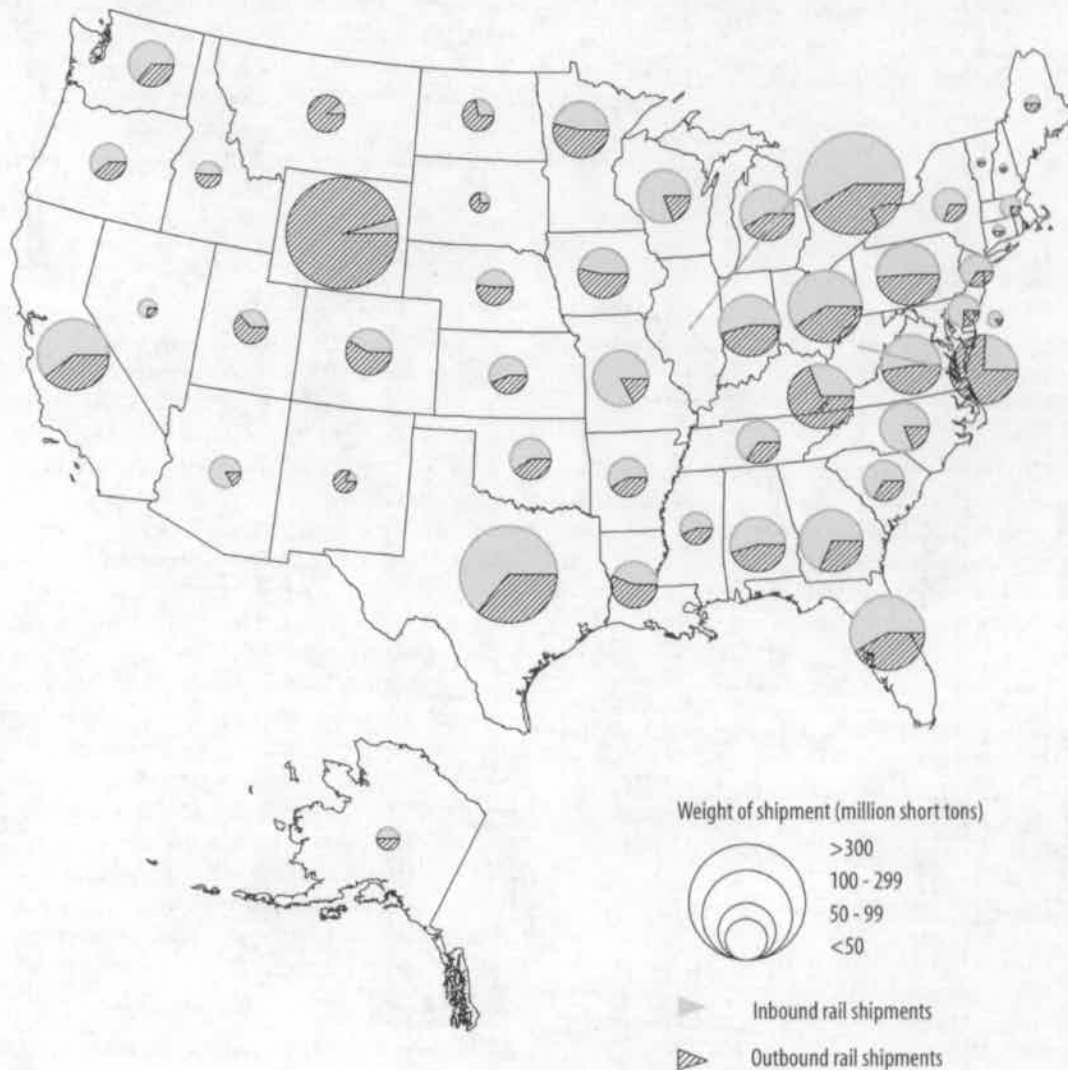 Weight of shipment (million short tons)
>300
100 - 299
50 - 99
<50
Inbound rail shipments
Outbound rail shipments